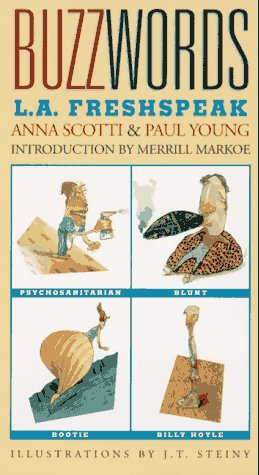 BUZZWORDS
L.A. FRESHSPEAK
ANNA SCOTTI & PAUL YOUNG
INTRODUCTION BY MERRILL MARKOE
PSYCHOSANITARIAN
BLUNT
BOOTIE
BILLY HOYLE
ILLUSTRATIONS BY J.T. STEINY